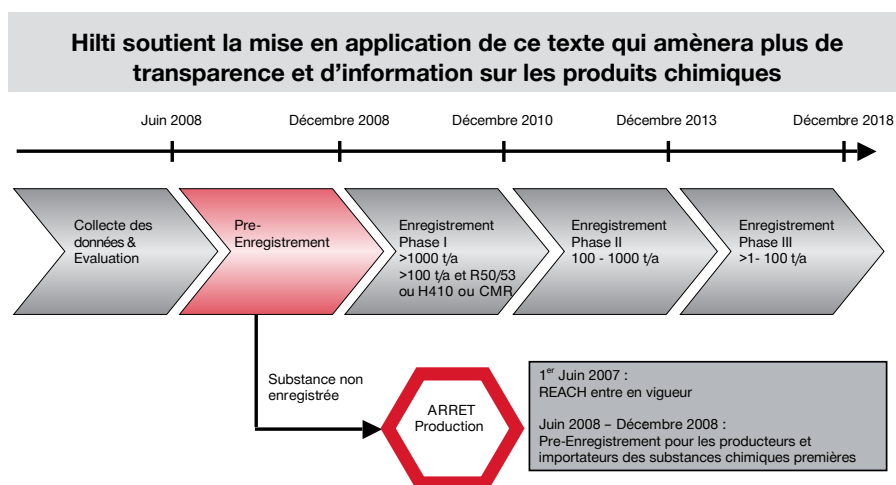 Hilti soutient la mise en application de ce texte qui amènera plus de
transparence et d'information sur les produits chimiques
Juin 2008
Décembre 2008
Décembre 2010
Décembre 2013
Décembre 2018
Collecte des
données &
Evaluation
Pre-
Enregistrement
Enregistrement
Phase I
>1000 t/a
>100 t/a et R50/53
ou H410 ou CMR
Enregistrement
Phase II
100 - 1000 t/a
Enregistrement
Phase III
>1- 100 t/a
Substance non
enregistrée
ARRET
Production
1er Juin 2007 :
REACH entre en vigueur
Juin 2008 – Décembre 2008 :
Pre-Enregistrement pour les producteurs et
importateurs des substances chimiques premières